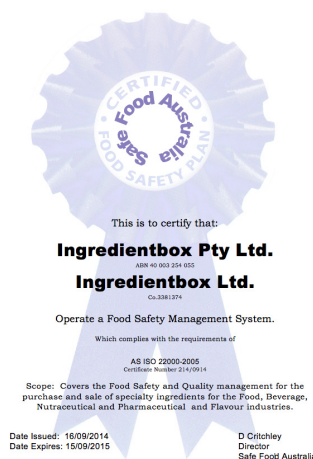 CERTIFIED
Safe Food Australia
FOOD SAFETY PLAN
This is to certify that:
Ingredientbox Pty Ltd.
ABN 40 003 254 055
Ingredientbox Ltd.
Co.3381374
Operate a Food Safety Management System.
Which complies with the requirements of
AS ISO 22000-2005
Certificate Number 214/0914
Scope: Covers the Food Safety and Quality management for the
purchase and sale of specialty ingredients for the Food, Beverage,
Nutraceutical and Pharmaceutical and Flavour industries.
Date Issued: 16/09/2014
Date Expires: 15/09/2015
D Critchley
Director
Safe Food Australia